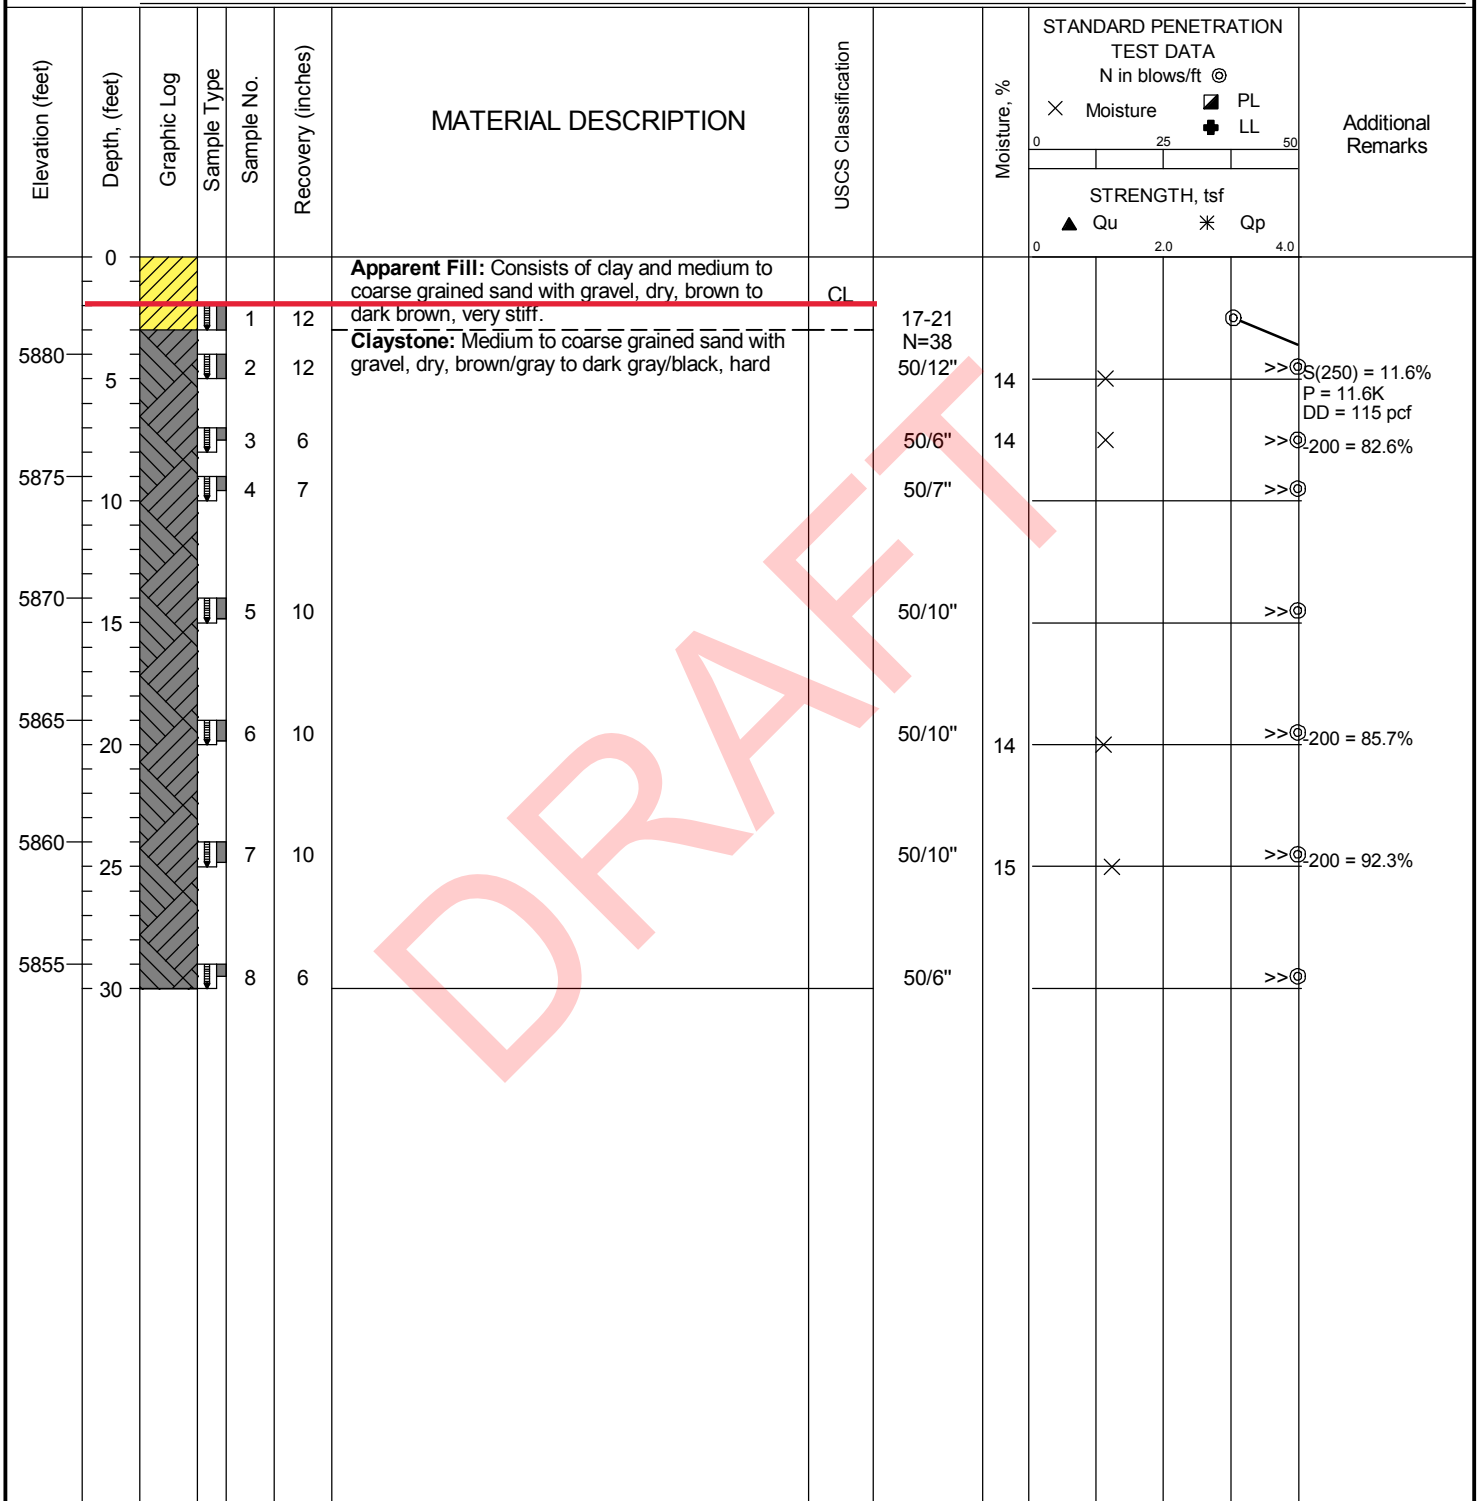 Elevation (feet)
Depth, (feet)
Graphic Log
Sample Type
Sample No.
Recovery (inches)
MATERIAL DESCRIPTION
USCS Classification
Moisture, %
STANDARD PENETRATION
TEST DATA
N in blows/ft
Moisture
PL
LL
0 25 50
STRENGTH, tsf
Qu Qp
0 2.0 4.0
Additional
Remarks
0
Apparent Fill: Consists of clay and medium to
coarse grained sand with gravel, dry, brown to
dark brown, very stiff.
CL
1 12 17-21
N=38
Claystone: Medium to coarse grained sand with
gravel, dry, brown/gray to dark gray/black, hard
5880
2 12 50/12" >>
5 14 S(250) = 11.6%
P = 11.6K
DD = 115 pcf
3 6 50/6" 14 >> -200 = 82.6%
5875
4 7 50/7" >>
10
5870
5 10 50/10" >>
15
5865
6 10 50/10" >> -200 = 85.7%
20 14
5860
7 10 50/10" >> -200 = 92.3%
25 15
5855
8 6 50/6" >>
30
DRAFT